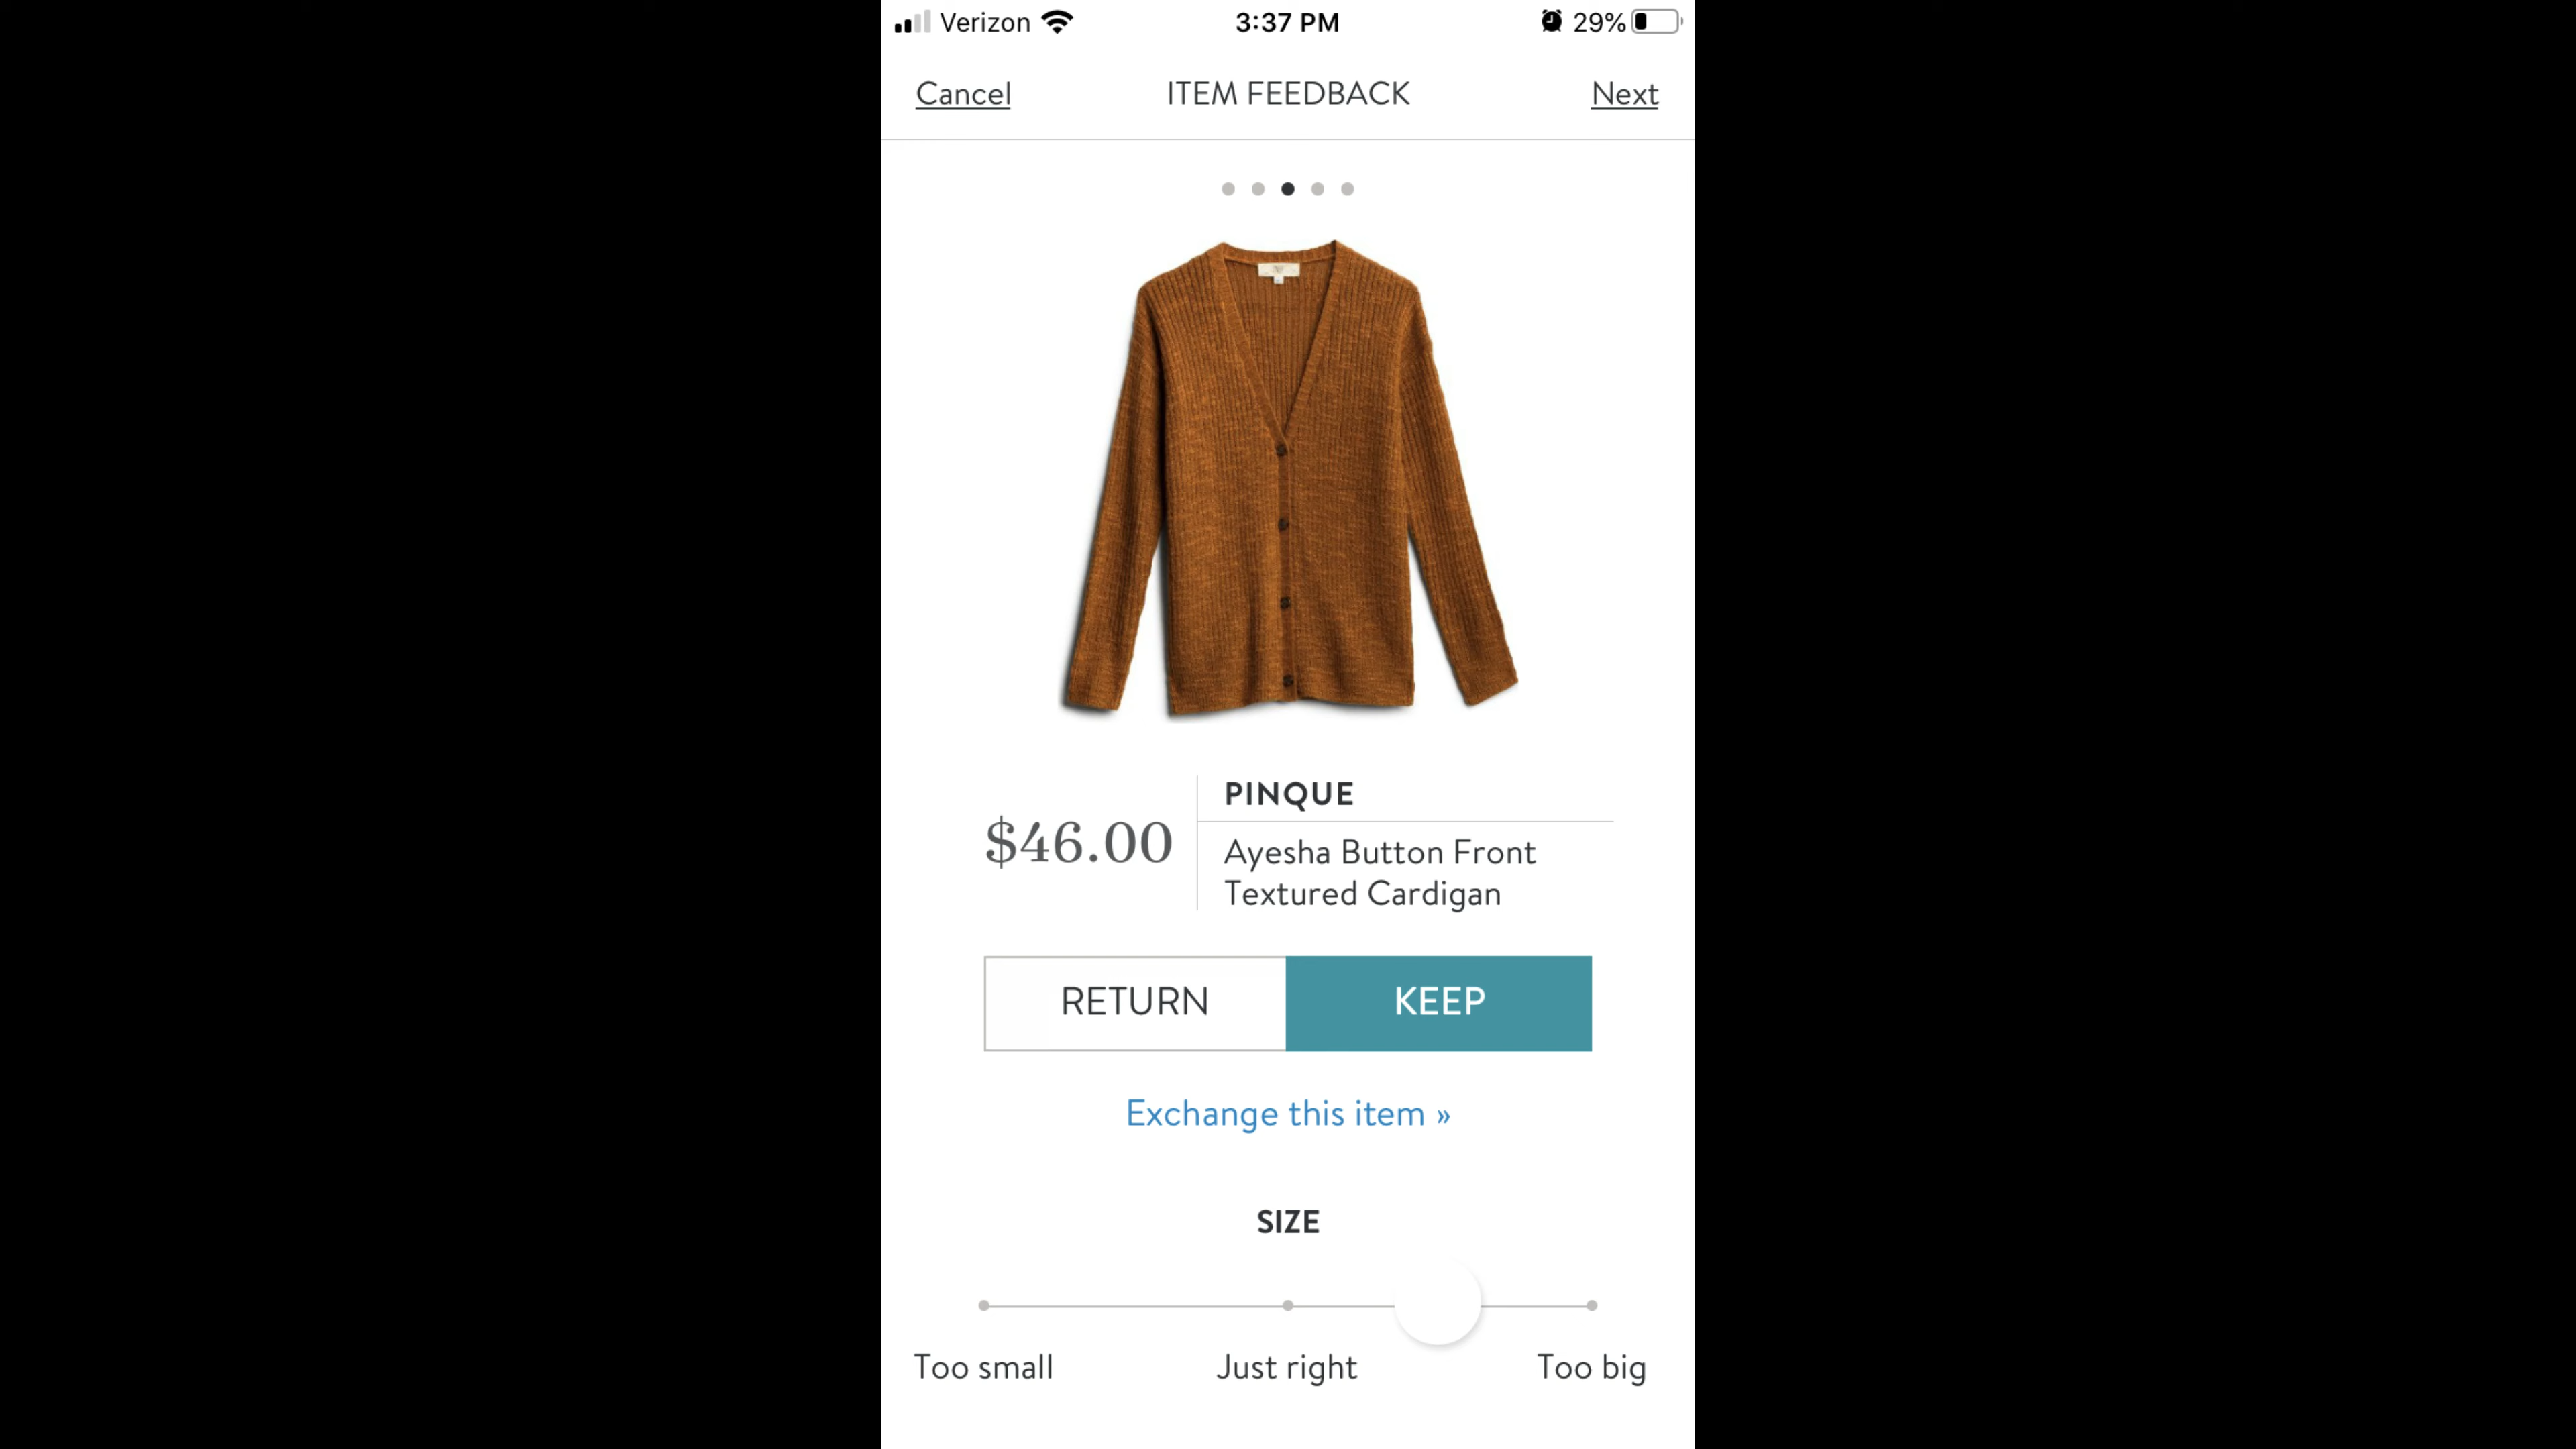 Verizon 3:37 PM 29%
Cancel ITEM FEEDBACK Next
$46.00
PINQUE
Ayesha Button Front
Textured Cardigan
RETURN KEEP
Exchange this item »
SIZE
Too small Just right Too big